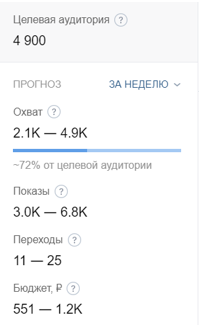 Целевая аудитория ?
4 900
ПРОГНОЗ ЗА НЕДЕЛЮ
Охват ?
2.1K — 4.9K
~72% от целевой аудитории
Показы ?
3.0K — 6.8K
Переходы ?
11 — 25
Бюджет, ₽ ?
551 — 1.2K